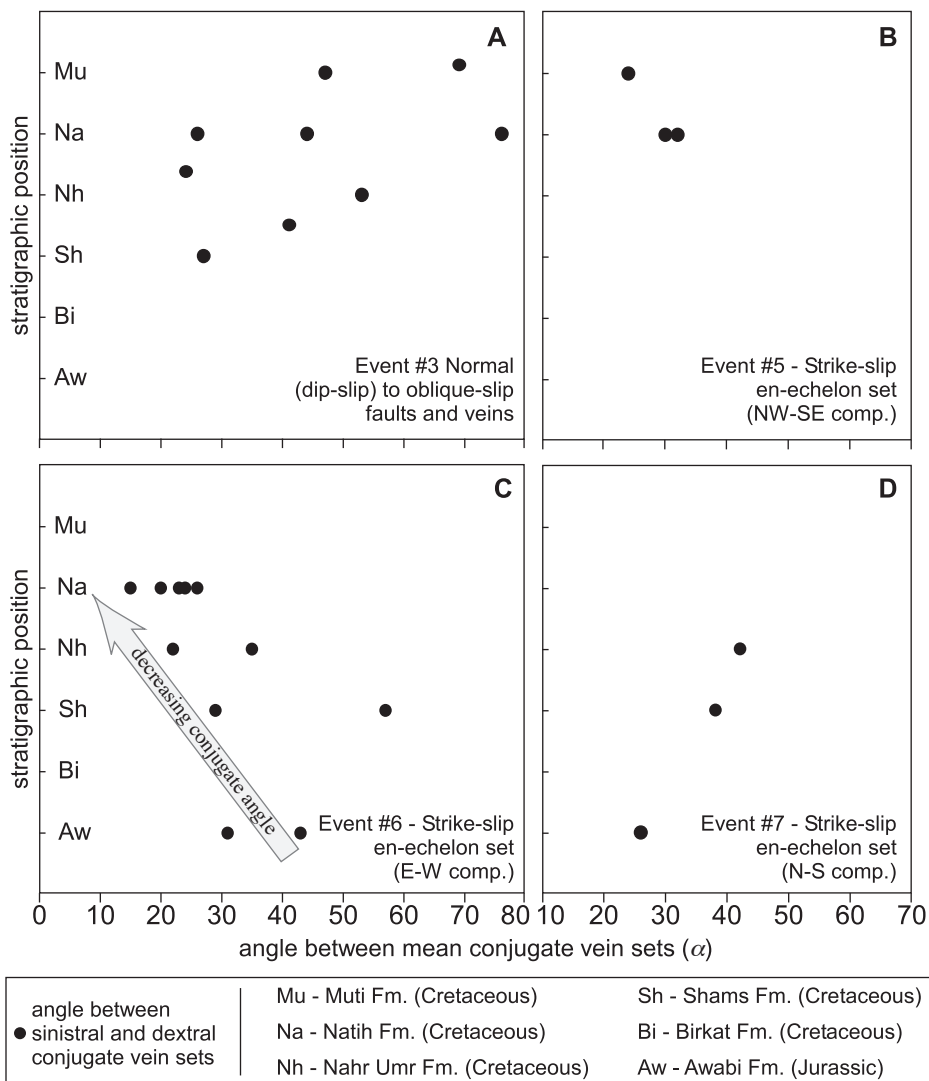 A
B
stratigraphic position
Mu
Na
Nh
Sh
Bi
Aw
Event #3 Normal
(dip-slip) to oblique-slip
faults and veins
Event #5 - Strike-slip
en-echelon set
(NW-SE comp.)
C
D
stratigraphic position
Mu
Na
Nh
Sh
Bi
Aw
decreasing conjugate angle
Event #6 - Strike-slip
en-echelon set
(E-W comp.)
Event #7 - Strike-slip
en-echelon set
(N-S comp.)
0 10 20 30 40 50 60 70 80 10 20 30 40 50 60 70
angle between mean conjugate vein sets (α)
angle between
sinistral and dextral
conjugate vein sets
Mu - Muti Fm. (Cretaceous)
Na - Natih Fm. (Cretaceous)
Nh - Nahr Umr Fm. (Cretaceous)
Sh - Shams Fm. (Cretaceous)
Bi - Birkat Fm. (Cretaceous)
Aw - Awabi Fm. (Jurassic)